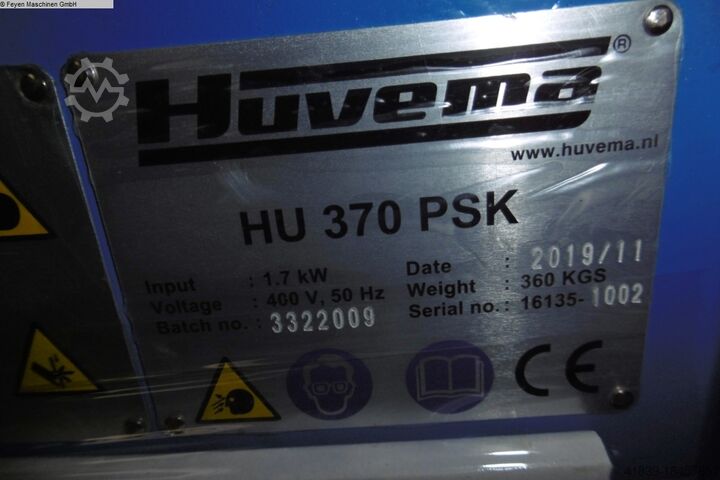 © Feyen Maschinen GmbH
Huvema®
www.huvema.nl
HU 370 PSK
Input : 1.7 kW
Voltage : 400 V, 50 Hz
Batch no. : 3322009
Date : 2019/11
Weight : 360 KGS
Serial no.: 16135-1002
CE